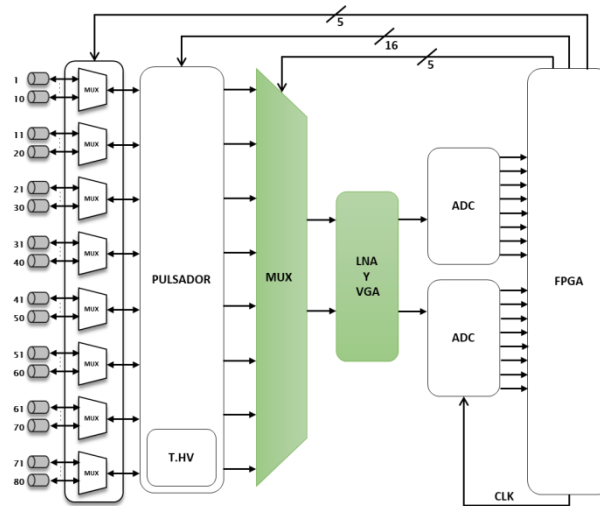 5
16
5
1
10
MUX
11
20
MUX
21
30
MUX
31
40
MUX
41
50
MUX
51
60
MUX
61
70
MUX
71
80
MUX
PULSADOR
T.HV
MUX
LNA
Y
VGA
ADC
ADC
FPGA
CLK